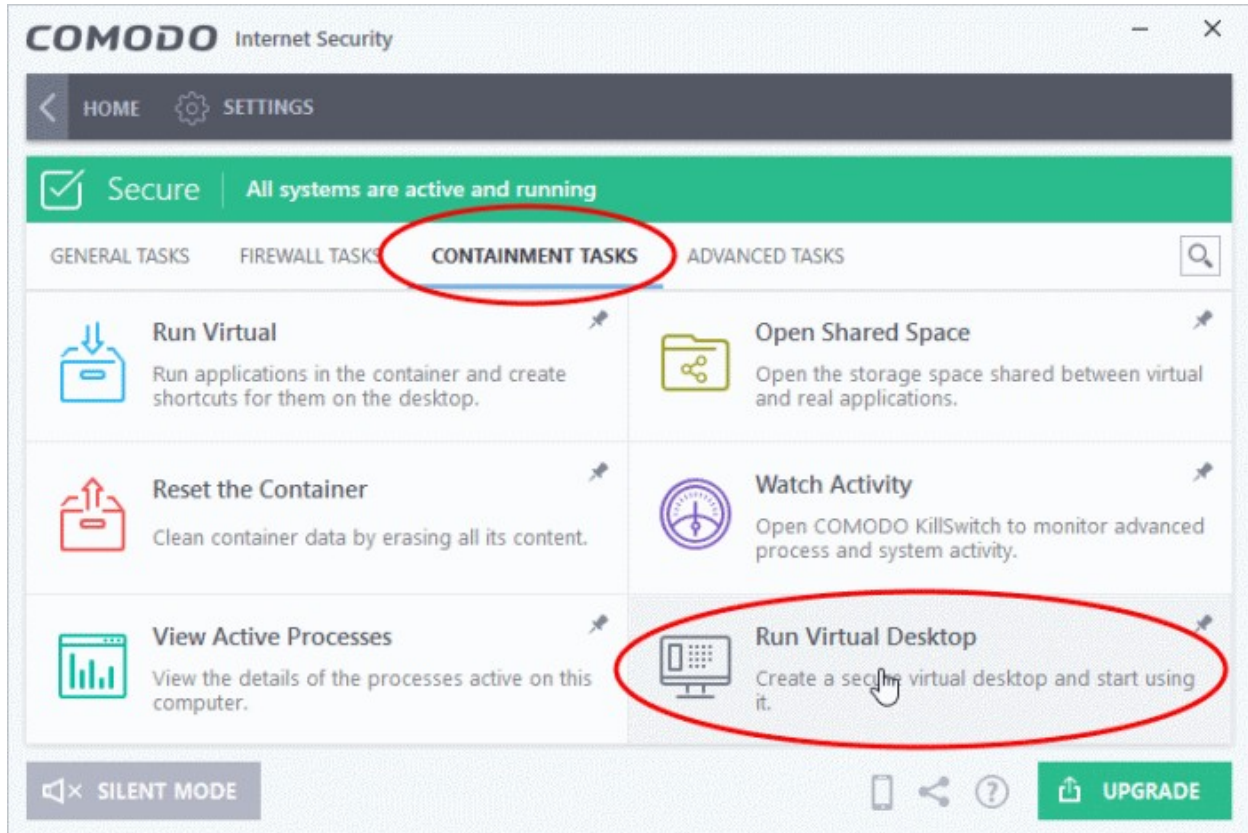 COMODO Internet Security
HOME SETTINGS
Secure All systems are active and running
GENERAL TASKS FIREWALL TASKS CONTAINMENT TASKS ADVANCED TASKS
Run Virtual
Run applications in the container and create
shortcuts for them on the desktop.
Open Shared Space
Open the storage space shared between virtual
and real applications.
Reset the Container
Clean container data by erasing all its content.
Watch Activity
Open COMODO KillSwitch to monitor advanced
process and system activity.
View Active Processes
View the details of the processes active on this
computer.
Run Virtual Desktop
Create a secure virtual desktop and start using
it.
SILENT MODE
UPGRADE